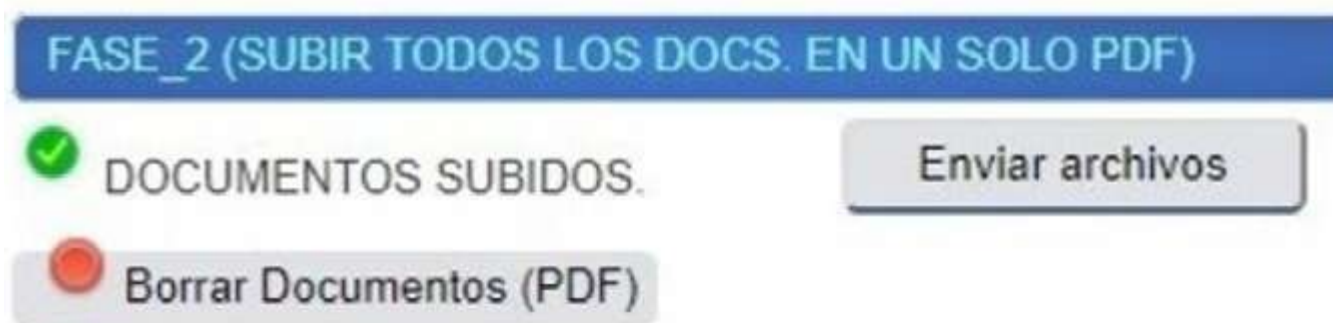 FASE_2 (SUBIR TODOS LOS DOCS. EN UN SOLO PDF)
DOCUMENTOS SUBIDOS.
Enviar archivos
Borrar Documentos (PDF)